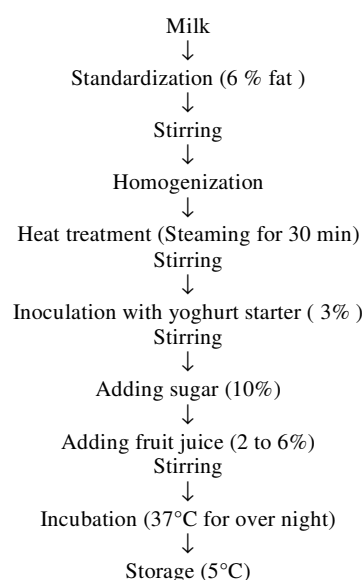 Milk
↓
Standardization (6 % fat )
↓
Stirring
↓
Homogenization
↓
Heat treatment (Steaming for 30 min)
Stirring
↓
Inoculation with yoghurt starter ( 3% )
Stirring
↓
Adding sugar (10%)
↓
Adding fruit juice (2 to 6%)
Stirring
↓
Incubation (37°C for over night)
↓
Storage (5°C)